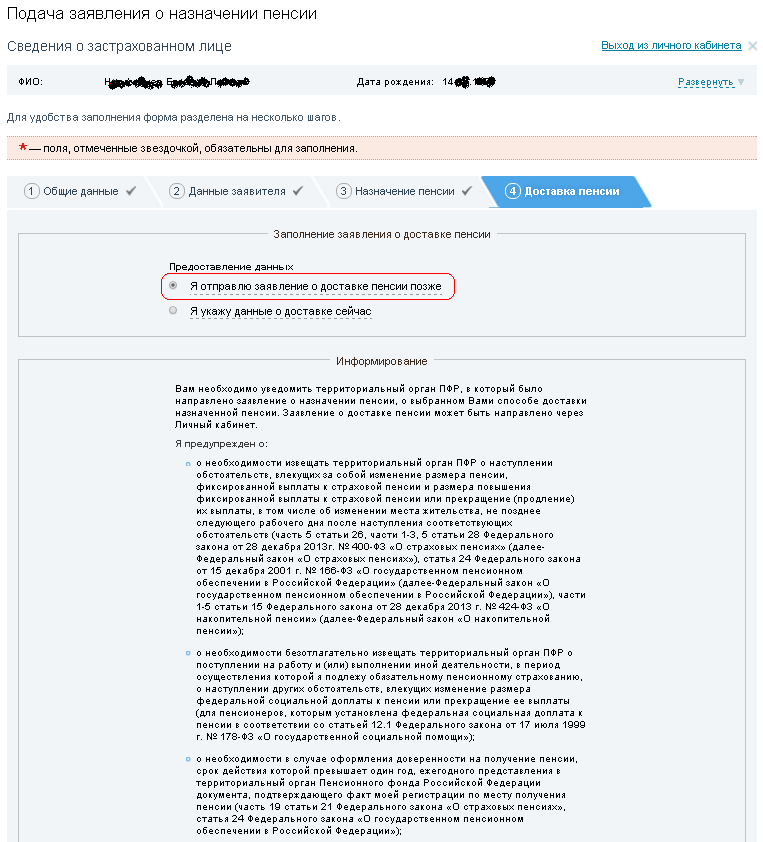 Подача заявления о назначении пенсии
Сведения о застрахованном лице
Выход из личного кабинета
ФИО:
Дата рождения: 14
Развернуть
Для удобства заполнения форма разделена на несколько шагов.
* — поля, отмеченные звездочкой, обязательны для заполнения.
1 Общие данные 2 Данные заявителя 3 Назначение пенсии 4 Доставка пенсии
Заполнение заявления о доставке пенсии
Предоставление данных
Я отправлю заявление о доставке пенсии позже
Я укажу данные о доставке сейчас
Информирование
Вам необходимо уведомить территориальный орган ПФР, в который было
направлено заявление о назначении пенсии, о выбранном Вами способе доставки
назначенной пенсии. Заявление о доставке пенсии может быть направлено через
Личный кабинет.
Я предупрежден о:
о необходимости извещать территориальный орган ПФР о наступлении
обстоятельств, влекущих за собой изменение размера пенсии,
фиксированной выплаты к страховой пенсии и размера повышения
фиксированной выплаты к страховой пенсии или прекращение (продление)
их выплаты, в том числе об изменении места жительства, не позднее
следующего рабочего дня после наступления соответствующих
обстоятельств (часть 5 статьи 26, части 1-3, 5 статьи 28 Федерального
закона от 28 декабря 2013г. № 400-ФЗ «О страховых пенсиях» (далее-
Федеральный закон «О страховых пенсиях»), статья 24 Федерального закона
от 15 декабря 2001 г. № 166-ФЗ «О государственном пенсионном
обеспечении в Российской Федерации» (далее-Федеральный закон «О
государственном пенсионном обеспечении в Российской Федерации»), части
1-5 статьи 15 Федерального закона от 28 декабря 2013 г. № 424-ФЗ «О
накопительной пенсии» (далее-Федеральный закон «О накопительной
пенсии»);
о необходимости безотлагательно извещать территориальный орган ПФР о
поступлении на работу и (или) выполнении иной деятельности, в период
осуществления которой я подлежу обязательному пенсионному страхованию,
о наступлении других обстоятельств, влекущих изменение размера
федеральной социальной доплаты к пенсии или прекращение ее выплаты
(для пенсионеров, которым установлена федеральная социальная доплата к
пенсии в соответствии со статьей 12.1 Федерального закона от 17 июля 1999
г. № 178-ФЗ «О государственной социальной помощи»);
о необходимости в случае оформления доверенности на получение пенсии,
срок действия которой превышает один год, ежегодного представления в
территориальный орган Пенсионного фонда Российской Федерации
документа, подтверждающего факт моей регистрации по месту получения
пенсии (часть 19 статьи 21 Федерального закона «О страховых пенсиях»,
статья 24 Федерального закона «О государственном пенсионном
обеспечении в Российской Федерации»);